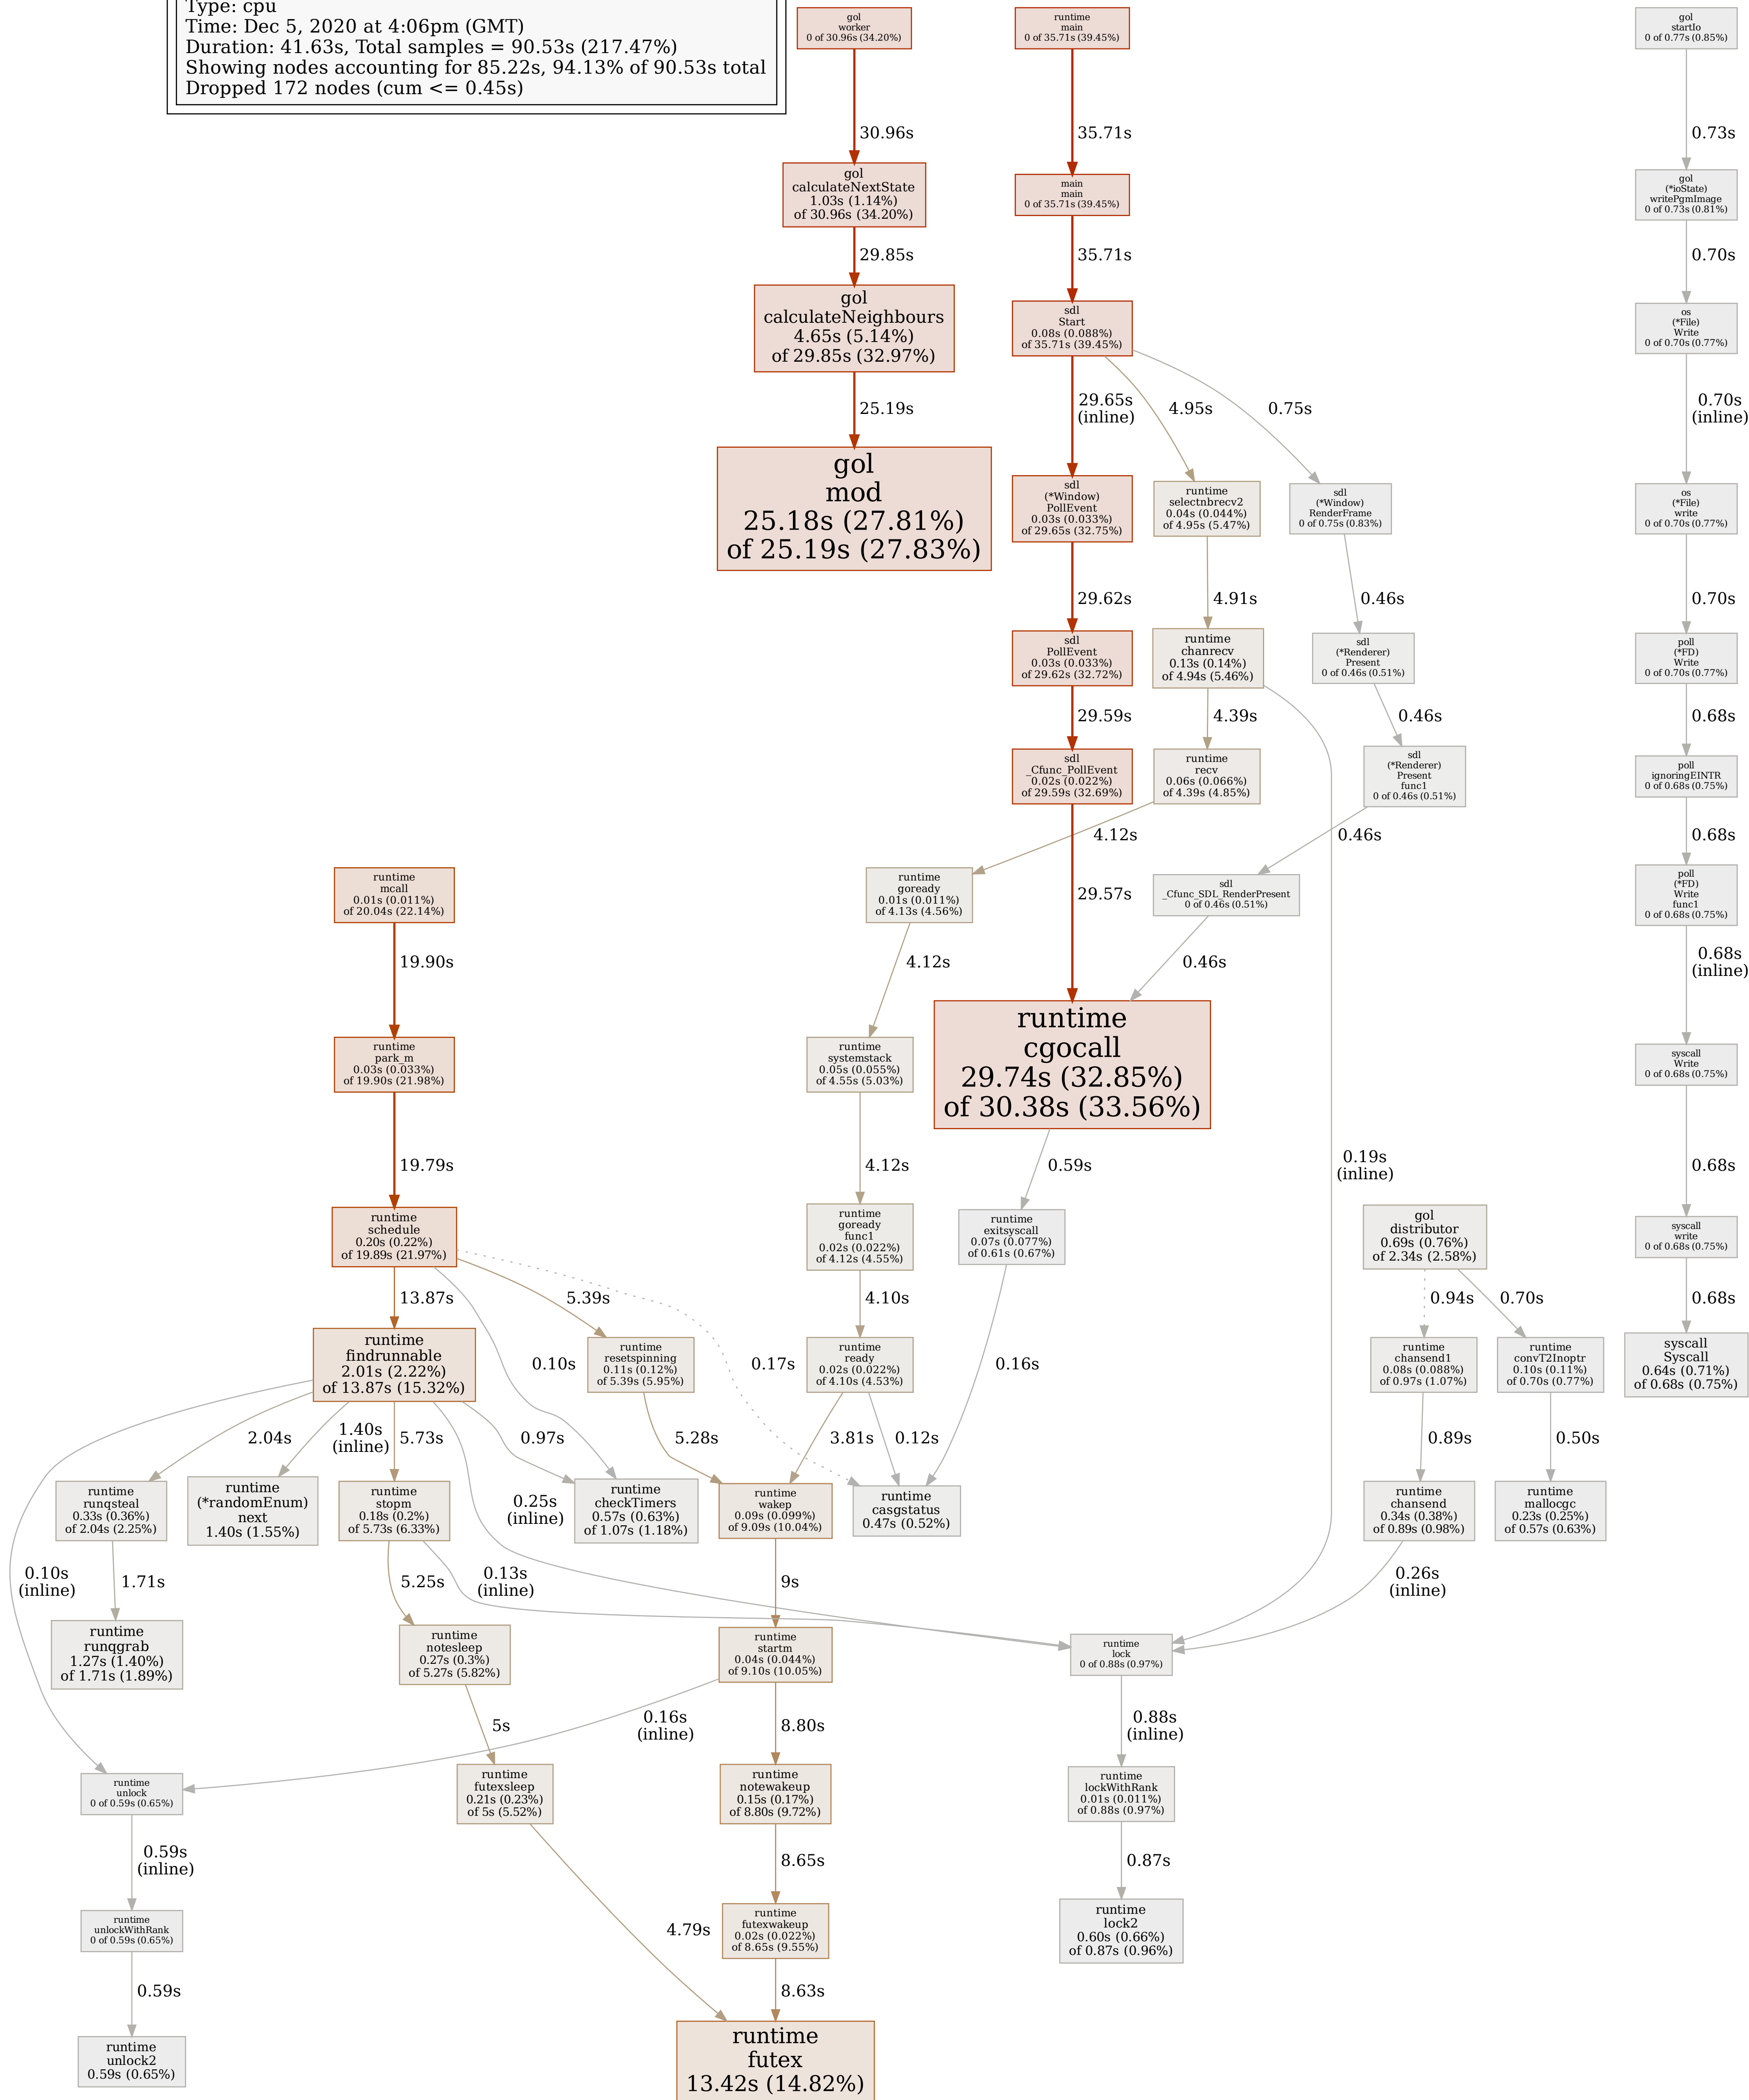 Type: cpu
Time: Dec 5, 2020 at 4:06pm (GMT)
Duration: 41.63s, Total samples = 90.53s (217.47%)
Showing nodes accounting for 85.22s, 94.13% of 90.53s total
Dropped 172 nodes (cum <= 0.45s)
gol
worker
0 of 30.96s (34.20%)
runtime
main
0 of 35.71s (39.45%)
gol
startIo
0 of 0.77s (0.85%)
30.96s
35.71s
0.73s
gol
calculateNextState
1.03s (1.14%)
of 30.96s (34.20%)
main
main
0 of 35.71s (39.45%)
gol
(*ioState)
writePgmImage
0 of 0.73s (0.81%)
29.85s
35.71s
0.70s
gol
calculateNeighbours
4.65s (5.14%)
of 29.85s (32.97%)
sdl
Start
0.08s (0.088%)
of 35.71s (39.45%)
os
(*File)
Write
0 of 0.70s (0.77%)
25.19s
29.65s
(inline)
4.95s
0.75s
0.70s
(inline)
gol
mod
25.18s (27.81%)
of 25.19s (27.83%)
sdl
(*Window)
PollEvent
0.03s (0.033%)
of 29.65s (32.75%)
runtime
selectnbrecv2
0.04s (0.044%)
of 4.95s (5.47%)
sdl
(*Window)
RenderFrame
0 of 0.75s (0.83%)
os
(*File)
write
0 of 0.70s (0.77%)
29.62s
4.91s
0.46s
0.70s
sdl
PollEvent
0.03s (0.033%)
of 29.62s (32.72%)
runtime
chanrecv
0.13s (0.14%)
of 4.94s (5.46%)
sdl
(*Renderer)
Present
0 of 0.46s (0.51%)
poll
(*FD)
Write
0 of 0.70s (0.77%)
29.59s
4.39s
0.46s
0.68s
sdl
_Cfunc_PollEvent
0.02s (0.022%)
of 29.59s (32.69%)
runtime
recv
0.06s (0.066%)
of 4.39s (4.85%)
sdl
(*Renderer)
Present
func1
0 of 0.46s (0.51%)
poll
ignoringEINTR
0 of 0.68s (0.75%)
4.12s
0.46s
0.68s
runtime
mcall
0.01s (0.011%)
of 20.04s (22.14%)
runtime
goready
0.01s (0.011%)
of 4.13s (4.56%)
29.57s
sdl
_Cfunc_SDL_RenderPresent
0 of 0.46s (0.51%)
poll
(*FD)
Write
func1
0 of 0.68s (0.75%)
19.90s
4.12s
0.46s
0.68s
(inline)
runtime
park_m
0.03s (0.033%)
of 19.90s (21.98%)
runtime
systemstack
0.05s (0.055%)
of 4.55s (5.03%)
runtime
cgocall
29.74s (32.85%)
of 30.38s (33.56%)
syscall
Write
0 of 0.68s (0.75%)
19.79s
4.12s
0.59s
0.19s
(inline)
0.68s
runtime
schedule
0.20s (0.22%)
of 19.89s (21.97%)
runtime
goready
func1
0.02s (0.022%)
of 4.12s (4.55%)
runtime
exitsyscall
0.07s (0.077%)
of 0.61s (0.67%)
gol
distributor
0.69s (0.76%)
of 2.34s (2.58%)
syscall
write
0 of 0.68s (0.75%)
13.87s
5.39s
4.10s
0.94s
0.70s
0.68s
runtime
findrunnable
2.01s (2.22%)
of 13.87s (15.32%)
0.10s
runtime
resetspinning
0.11s (0.12%)
of 5.39s (5.95%)
0.17s
runtime
ready
0.02s (0.022%)
of 4.10s (4.53%)
0.16s
runtime
chansend1
0.08s (0.088%)
of 0.97s (1.07%)
runtime
convT2Inoptr
0.10s (0.11%)
of 0.70s (0.77%)
syscall
Syscall
0.64s (0.71%)
of 0.68s (0.75%)
2.04s
1.40s
(inline)
5.73s
0.97s
5.28s
3.81s
0.12s
0.89s
0.50s
runtime
runqsteal
0.33s (0.36%)
of 2.04s (2.25%)
runtime
(*randomEnum)
next
1.40s (1.55%)
runtime
stopm
0.18s (0.2%)
of 5.73s (6.33%)
0.25s
(inline)
runtime
checkTimers
0.57s (0.63%)
of 1.07s (1.18%)
runtime
wakep
0.09s (0.099%)
of 9.09s (10.04%)
runtime
casgstatus
0.47s (0.52%)
runtime
chansend
0.34s (0.38%)
of 0.89s (0.98%)
runtime
mallocgc
0.23s (0.25%)
of 0.57s (0.63%)
0.10s
(inline)
1.71s
5.25s
0.13s
(inline)
9s
0.26s
(inline)
runtime
runqgrab
1.27s (1.40%)
of 1.71s (1.89%)
runtime
notesleep
0.27s (0.3%)
of 5.27s (5.82%)
runtime
startm
0.04s (0.044%)
of 9.10s (10.05%)
runtime
lock
0 of 0.88s (0.97%)
5s
0.16s
(inline)
8.80s
0.88s
(inline)
runtime
unlock
0 of 0.59s (0.65%)
runtime
futexsleep
0.21s (0.23%)
of 5s (5.52%)
runtime
notewakeup
0.15s (0.17%)
of 8.80s (9.72%)
runtime
lockWithRank
0.01s (0.011%)
of 0.88s (0.97%)
0.59s
(inline)
8.65s
0.87s
runtime
unlockWithRank
0 of 0.59s (0.65%)
4.79s
runtime
futexwakeup
0.02s (0.022%)
of 8.65s (9.55%)
runtime
lock2
0.60s (0.66%)
of 0.87s (0.96%)
0.59s
8.63s
runtime
unlock2
0.59s (0.65%)
runtime
futex
13.42s (14.82%)